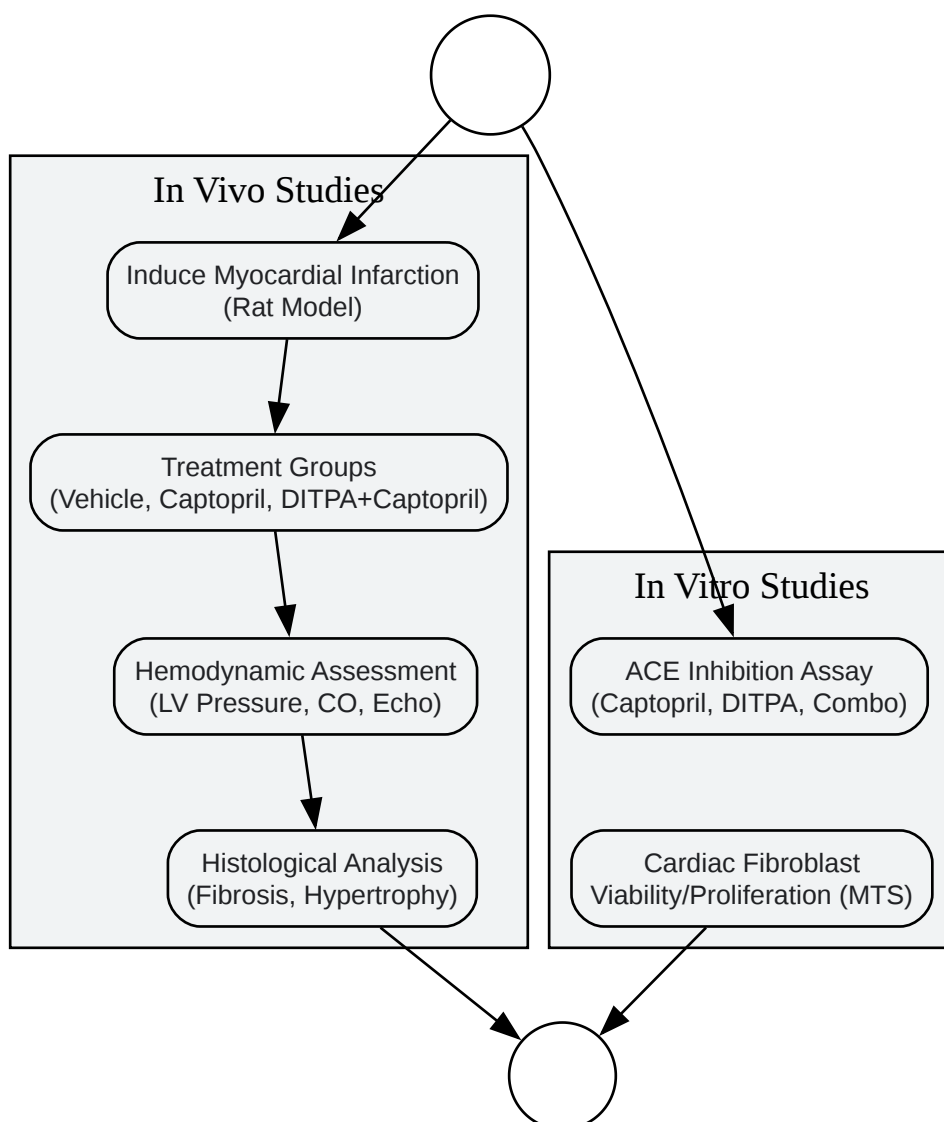 In Vivo Studies
Induce Myocardial Infarction
(Rat Model)
Treatment Groups
(Vehicle, Captopril, DITPA+Captopril)
Hemodynamic Assessment
(LV Pressure, CO, Echo)
Histological Analysis
(Fibrosis, Hypertrophy)
In Vitro Studies
ACE Inhibition Assay
(Captopril, DITPA, Combo)
Cardiac Fibroblast
Viability/Proliferation (MTS)